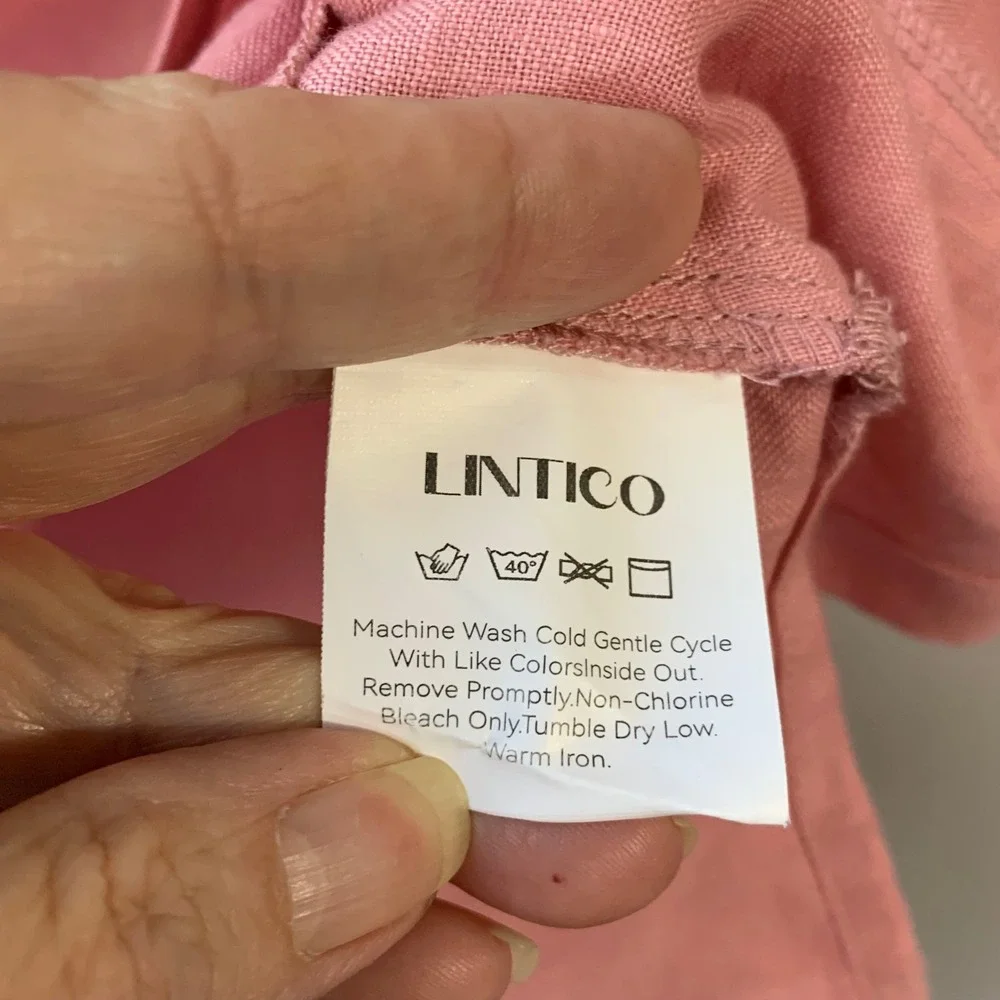 LINTICO
40°
Machine Wash Cold Gentle Cycle
With Like ColorsInside Out.
Remove Promptly.Non-Chlorine
Bleach Only.Tumble Dry Low.
Warm Iron.